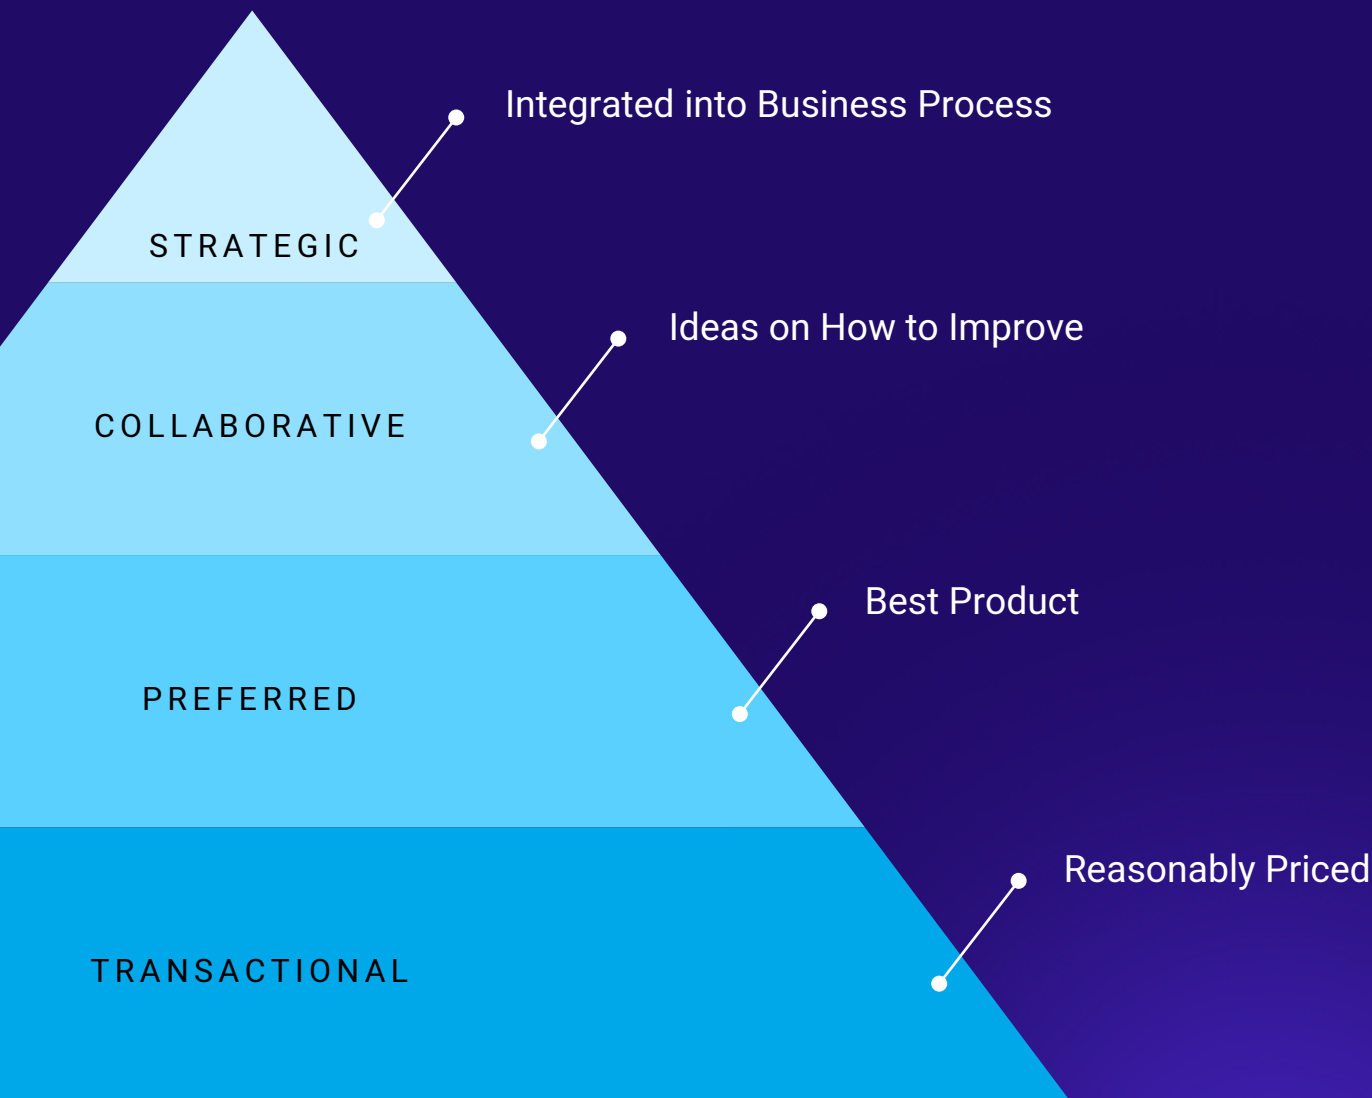 Integrated into Business Process
STRATEGIC
Ideas on How to Improve
COLLABORATIVE
Best Product
PREFERRED
Reasonably Priced
TRANSACTIONAL